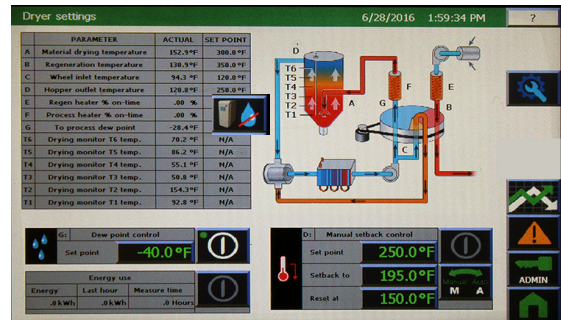 Dryer settings 6/28/2016 1:59:34 PM ?
PARAMETER ACTUAL SET POINT
A Material drying temperature 152.9°F 300.0°F
B Regeneration temperature 130.9°F 350.0°F
C Wheel inlet temperature 94.3 °F 120.0°F
D Hopper outlet temperature 120.8°F 250.0°F
E Regen heater % on-time .00 %
F Process heater % on-time .00 %
G To process dew point -28.4°F
T6 Drying monitor T6 temp. 70.2 °F N/A
T5 Drying monitor T5 temp. 86.2 °F N/A
T4 Drying monitor T4 temp. 55.1 °F N/A
T3 Drying monitor T3 temp. 50.8 °F N/A
T2 Drying monitor T2 temp. 154.3°F N/A
T1 Drying monitor T1 temp. 92.8 °F N/A
D
T6
T5
T4
T3
T2
T1
A
F
G
E
B
C
G: Dew point control
Set point -40.0°F
Energy use
Energy Last hour Measure time
.0 kWh .0 kWh .0 Hours
D: Manual setback control
Set point 250.0°F
Setback to 195.0°F
Reset at 150.0°F
Manual Auto
M A
ADMIN